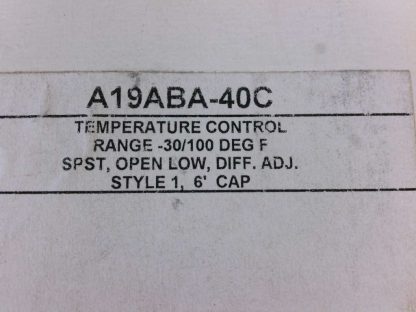 A19ABA-40C
TEMPERATURE CONTROL
RANGE -30/100 DEG F
SPST, OPEN LOW, DIFF. ADJ.
STYLE 1, 6' CAP